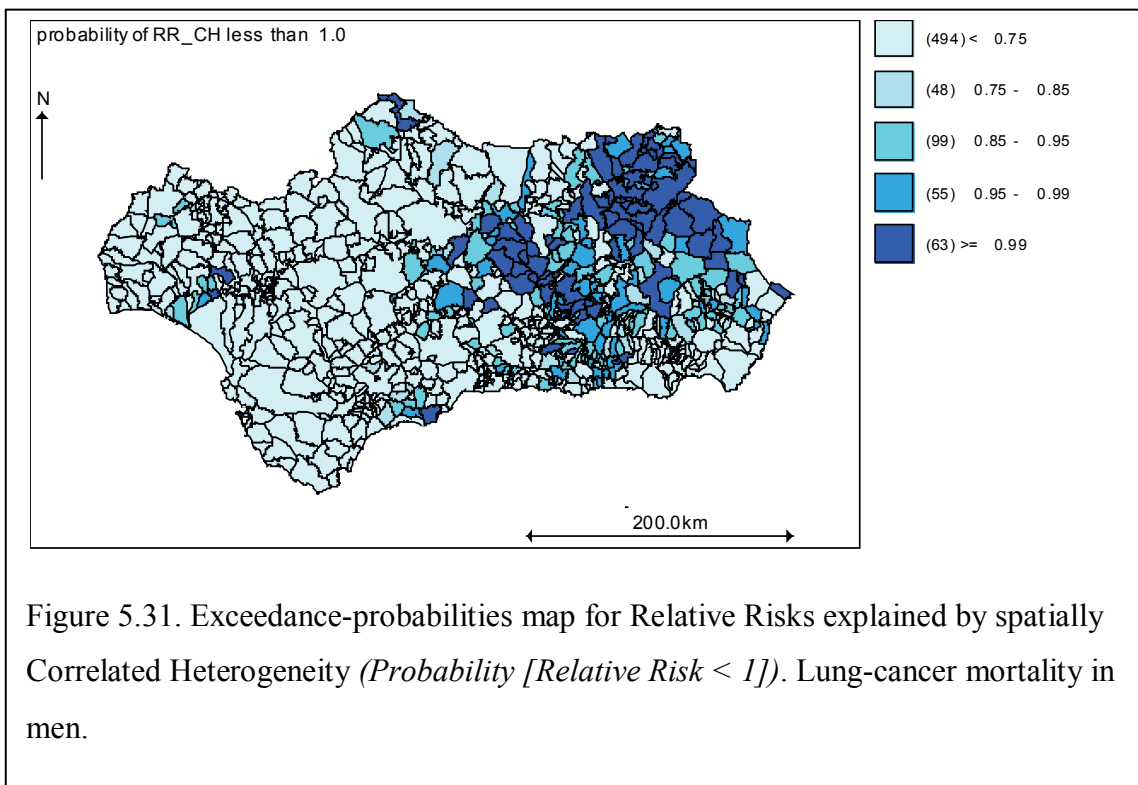 probability of RR_CH less than 1.0
N
200.0km
(494) < 0.75
(48) 0.75 - 0.85
(99) 0.85 - 0.95
(55) 0.95 - 0.99
(63) >= 0.99
Figure 5.31. Exceedance-probabilities map for Relative Risks explained by spatially
Correlated Heterogeneity (Probability [Relative Risk < 1]). Lung-cancer mortality in
men.